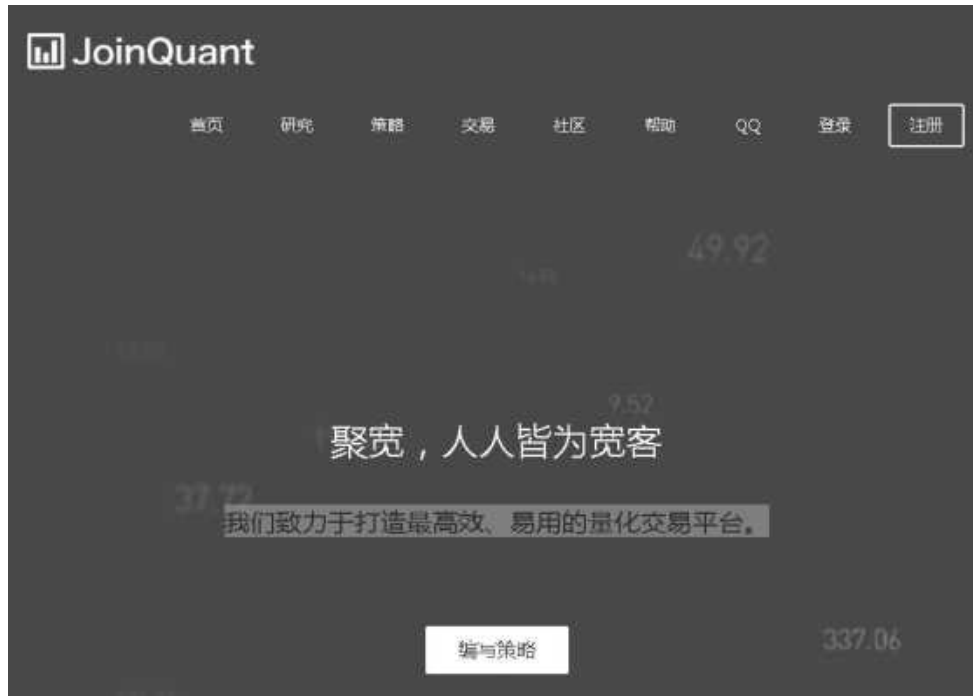 JoinQuant
首页 研究 策略 交易 社区 帮助 QQ 登录 注册
49.92
9.52
聚宽，人人皆为宽客
37.72
我们致力于打造最高效、易用的量化交易平台。
编写策略
337.06